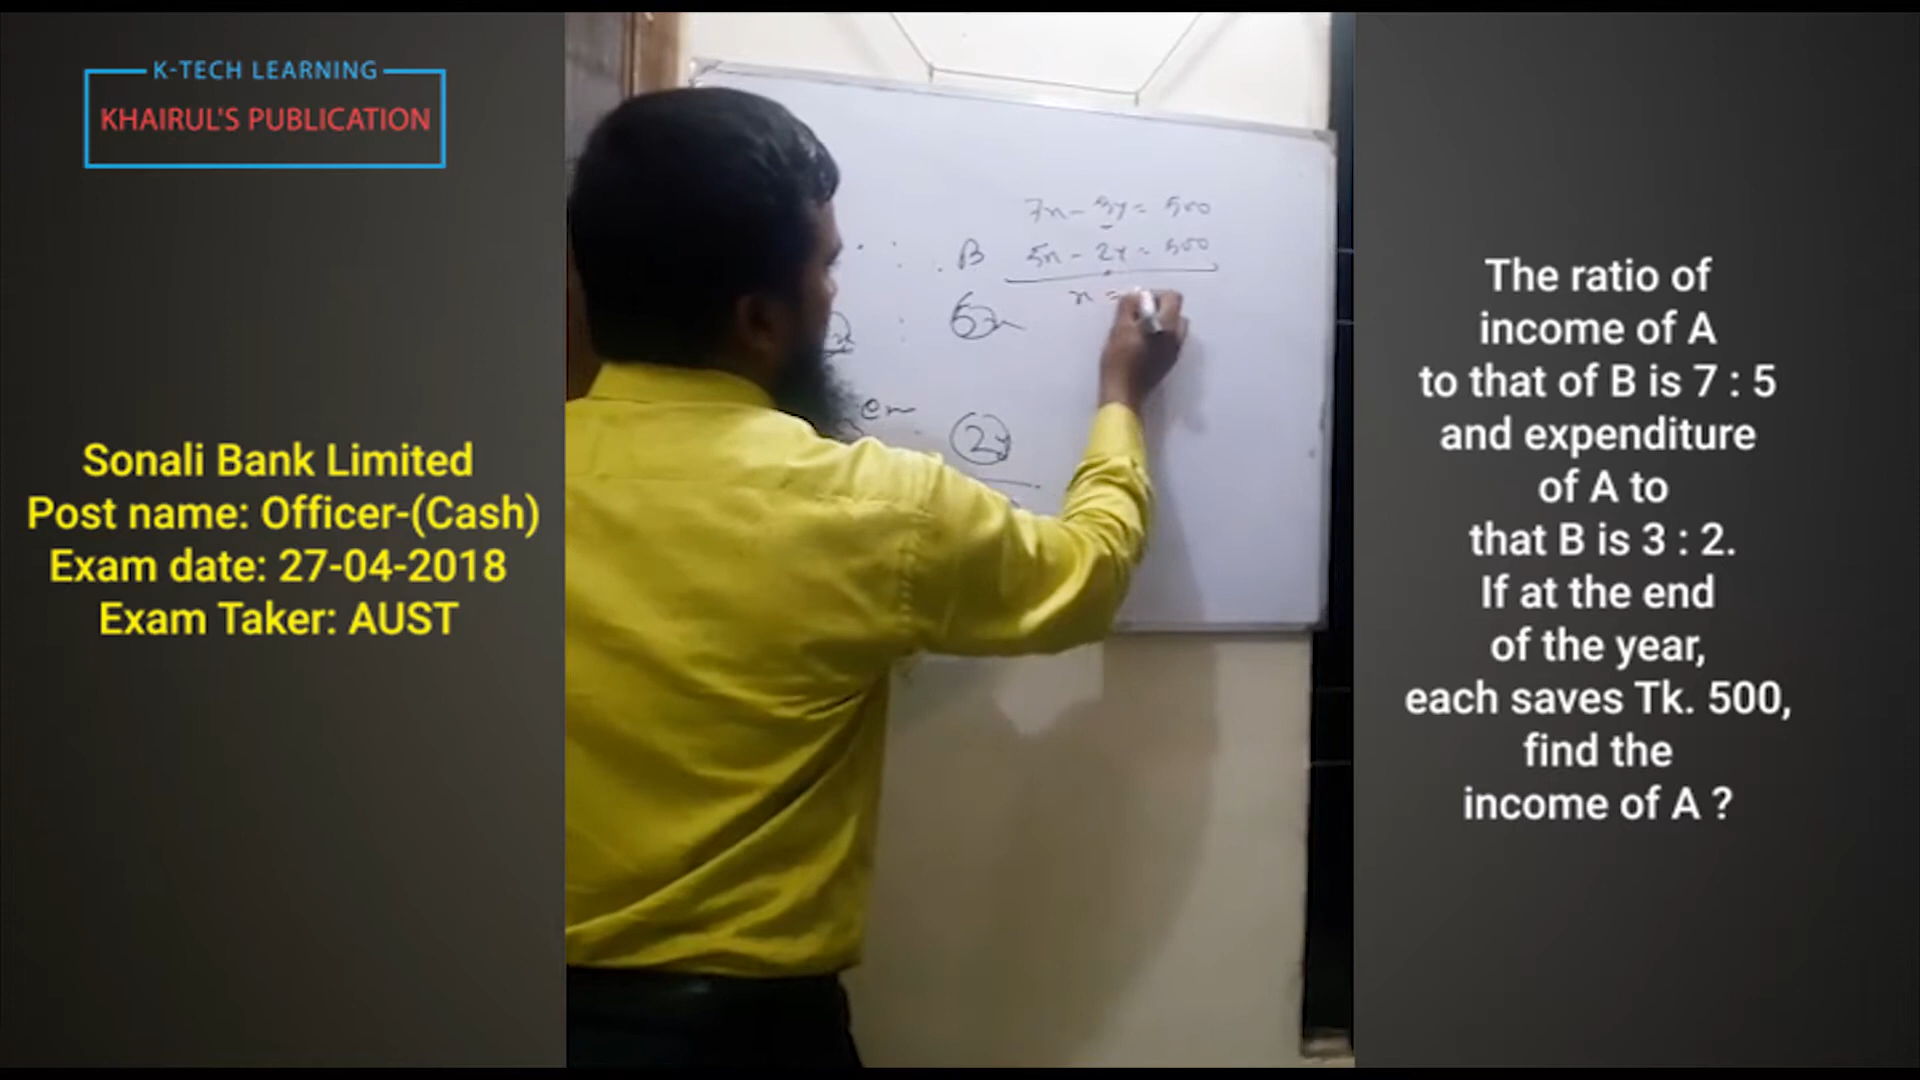 K-TECH LEARNING
KHAIRUL'S PUBLICATION
Sonali Bank Limited
Post name: Officer-(Cash)
Exam date: 27-04-2018
Exam Taker: AUST
7x - 3y = 500
B 5x - 2y = 500
x =
5x
2y
The ratio of
income of A
to that of B is 7 : 5
and expenditure
of A to
that B is 3 : 2.
If at the end
of the year,
each saves Tk. 500,
find the
income of A ?